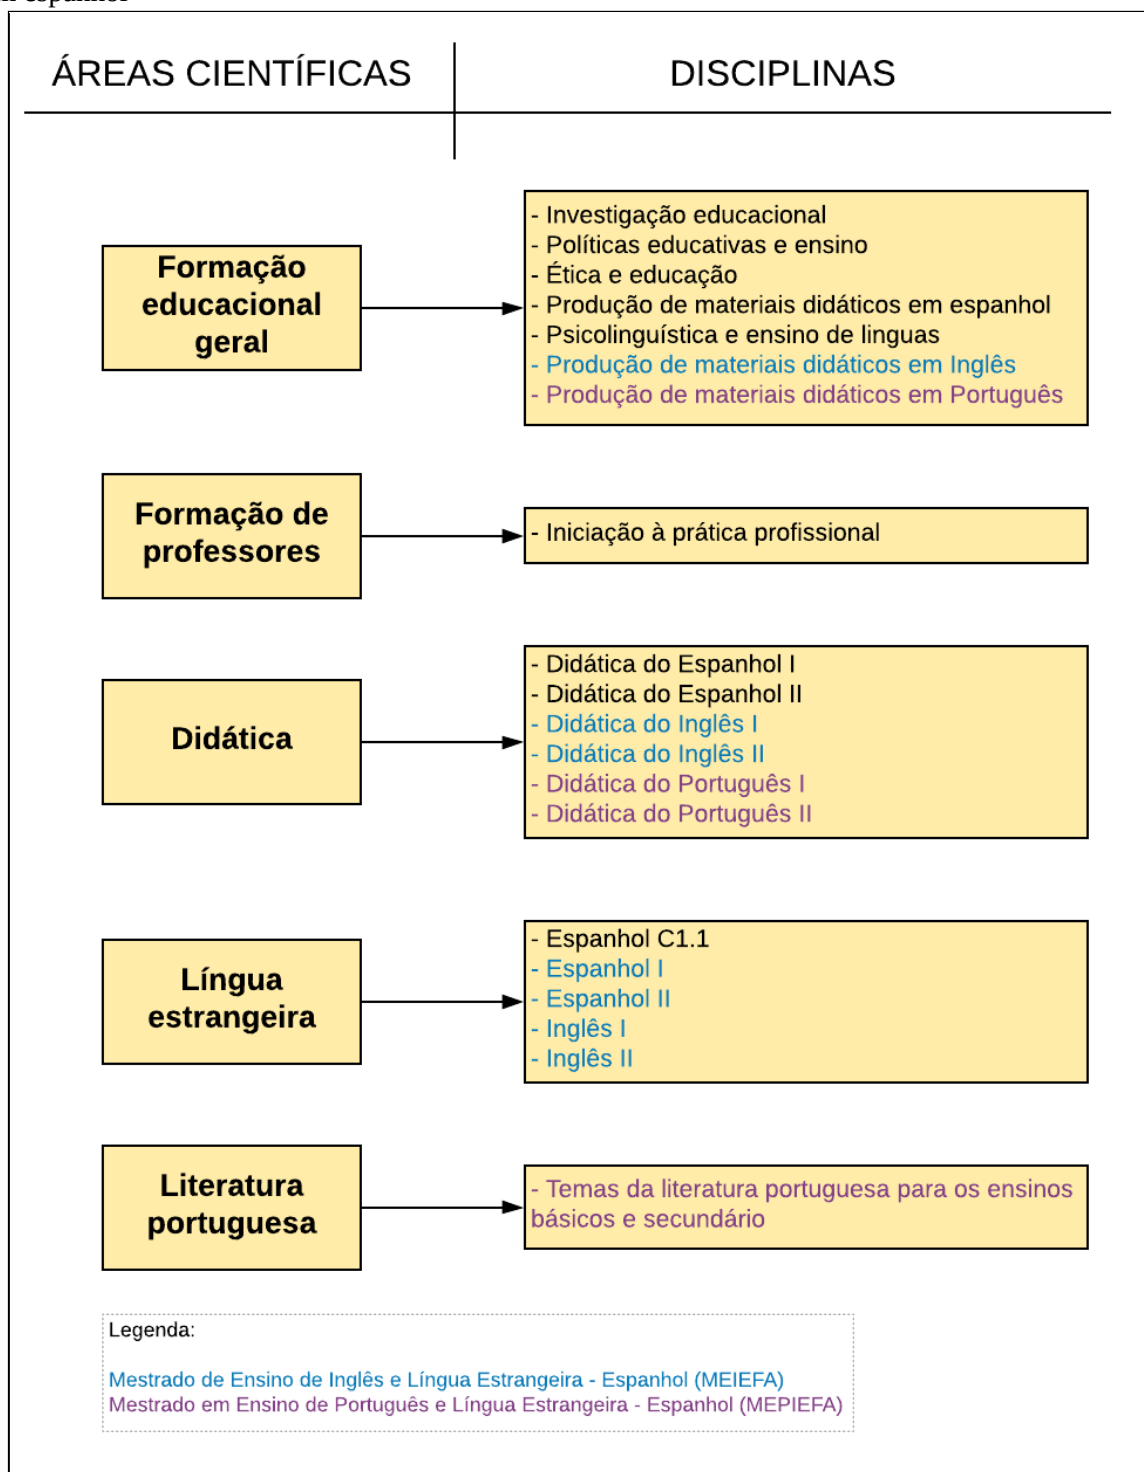 espanhol
ÁREAS CIENTÍFICAS
DISCIPLINAS
Formação
educacional
geral
- Investigação educacional
- Políticas educativas e ensino
- Ética e educação
- Produção de materiais didáticos em espanhol
- Psicolinguística e ensino de linguas
- Produção de materiais didáticos em Inglês
- Produção de materiais didáticos em Português
Formação de
professores
- Iniciação à prática profissional
Didática
- Didática do Espanhol I
- Didática do Espanhol II
- Didática do Inglês I
- Didática do Inglês II
- Didática do Português I
- Didática do Português II
Língua
estrangeira
- Espanhol C1.1
- Espanhol I
- Espanhol II
- Inglês I
- Inglês II
Literatura
portuguesa
- Temas da literatura portuguesa para os ensinos
básicos e secundário
Legenda:
Mestrado de Ensino de Inglês e Língua Estrangeira - Espanhol (MEIEFA)
Mestrado em Ensino de Português e Língua Estrangeira - Espanhol (MEPIEFA)